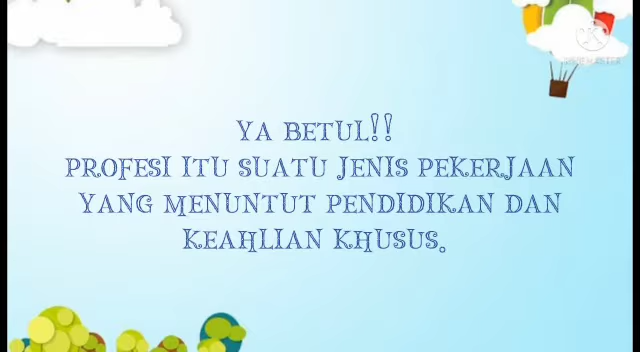 YA BETUL!!
PROFESI ITU SUATU JENIS PEKERJAAN
YANG MENUNTUT PENDIDIKAN DAN
KEAHLIAN KHUSUS.